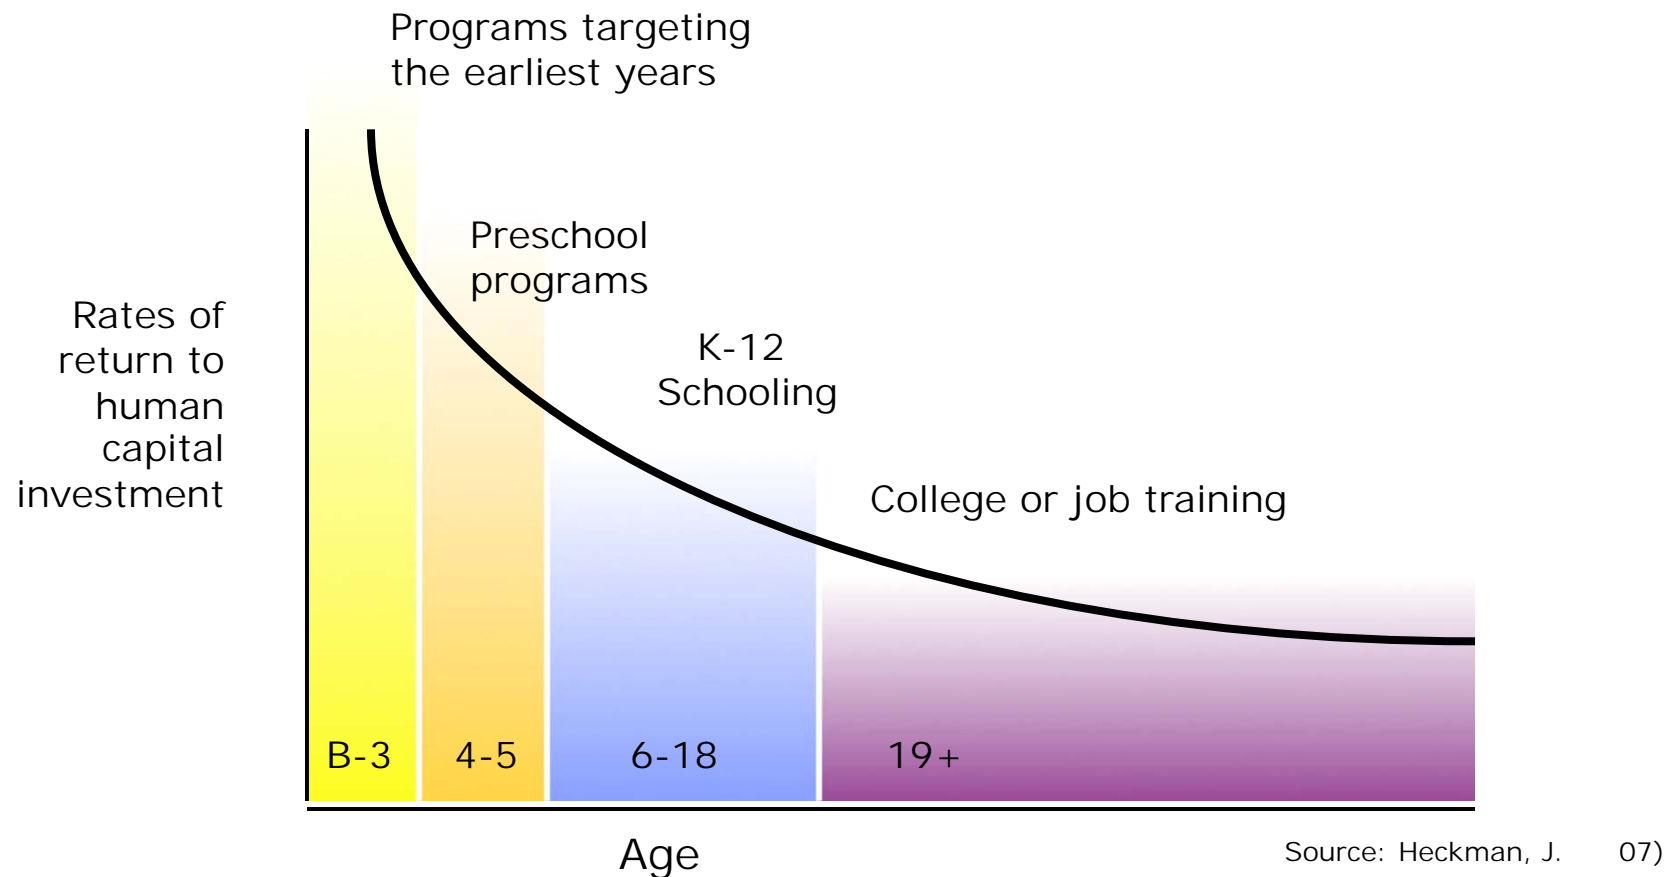 Programs targeting
the earliest years
Preschool
programs
Rates of
return to
human
capital
investment
K-12
Schooling
College or job training
B-3
4-5
6-18
19+
Age
Source: Heckman, J. 07)